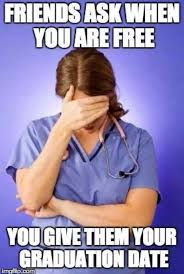 FRIENDS ASK WHEN
YOU ARE FREE
YOU GIVE THEM YOUR
GRADUATION DATE
imgflip.com